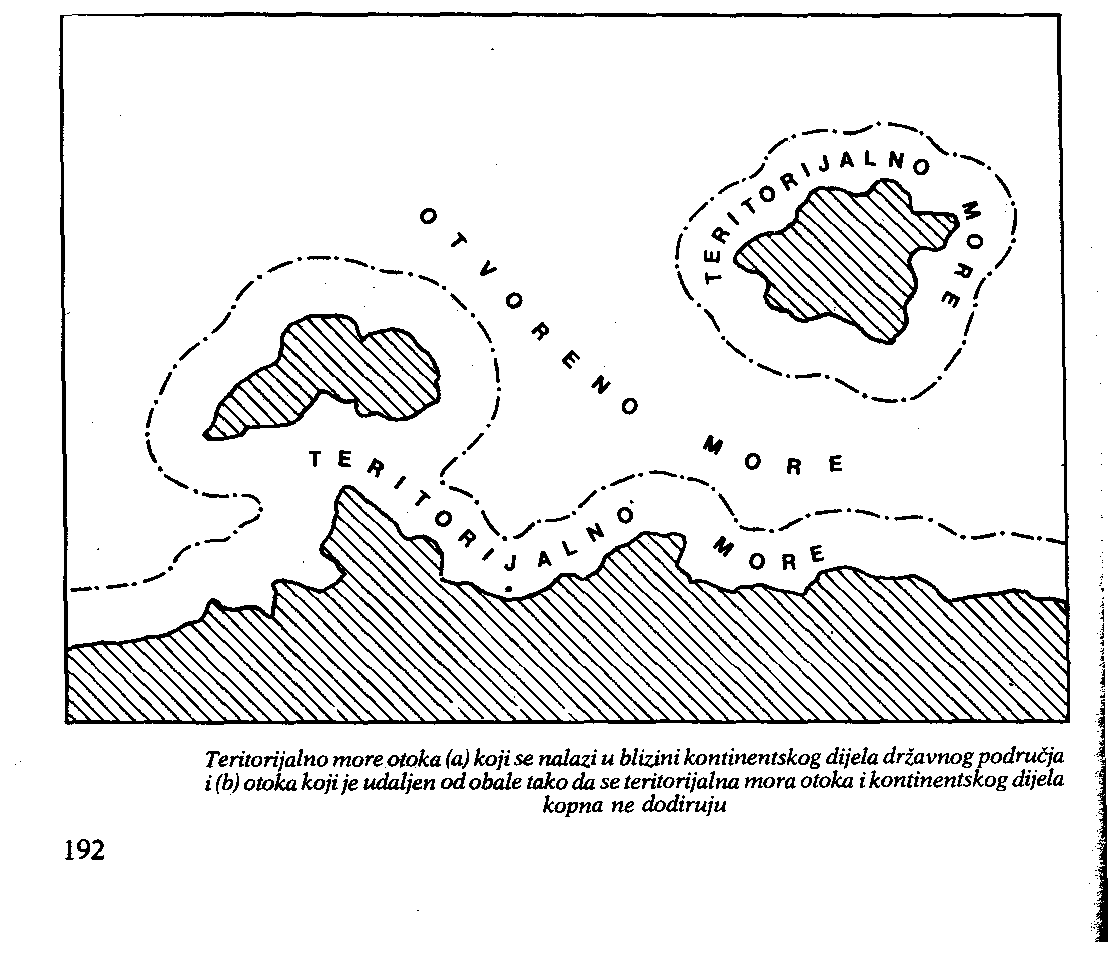 TERITORIJALNO MORE
OTVORENO MORE
TERITORIJALNO MORE
Teritorijalno more otoka (a) koji se nalazi u blizini kontinentskog dijela državnog područja
i (b) otoka koji je udaljen od obale tako da se teritorijalna mora otoka i kontinentskog dijela
kopna ne dodiruju
192